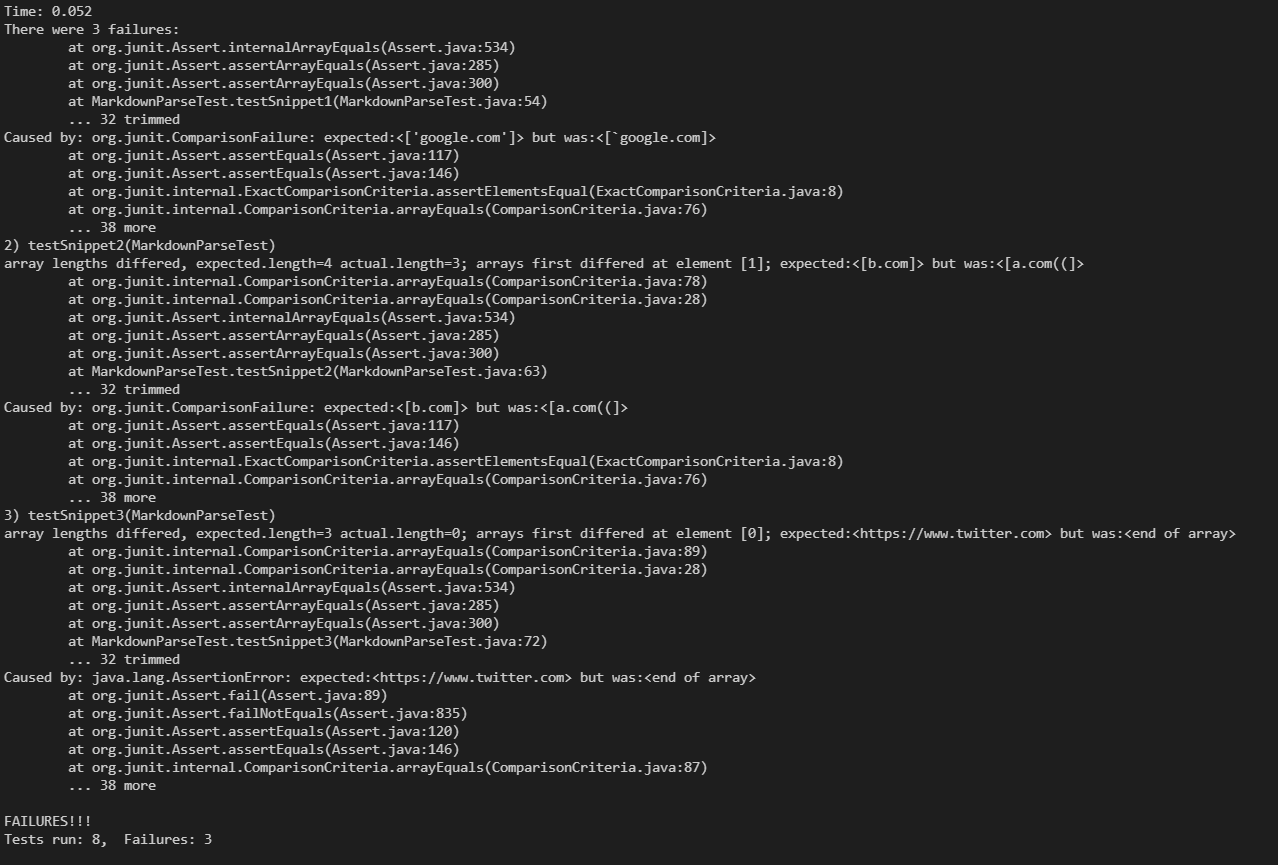 Time: 0.052
There were 3 failures:
        at org.junit.Assert.internalArrayEquals(Assert.java:534)
        at org.junit.Assert.assertArrayEquals(Assert.java:285)
        at org.junit.Assert.assertArrayEquals(Assert.java:300)
        at MarkdownParseTest.testSnippet1(MarkdownParseTest.java:54)
        ... 32 trimmed
Caused by: org.junit.ComparisonFailure: expected:<['google.com']> but was:<[`google.com]>
        at org.junit.Assert.assertEquals(Assert.java:117)
        at org.junit.Assert.assertEquals(Assert.java:146)
        at org.junit.internal.ExactComparisonCriteria.assertElementsEqual(ExactComparisonCriteria.java:8)
        at org.junit.internal.ComparisonCriteria.arrayEquals(ComparisonCriteria.java:76)
        ... 38 more
2) testSnippet2(MarkdownParseTest)
array lengths differed, expected.length=4 actual.length=3; arrays first differed at element [1]; expected:<[b.com]> but was:<[a.com((]>
        at org.junit.internal.ComparisonCriteria.arrayEquals(ComparisonCriteria.java:78)
        at org.junit.internal.ComparisonCriteria.arrayEquals(ComparisonCriteria.java:28)
        at org.junit.Assert.internalArrayEquals(Assert.java:534)
        at org.junit.Assert.assertArrayEquals(Assert.java:285)
        at org.junit.Assert.assertArrayEquals(Assert.java:300)
        at MarkdownParseTest.testSnippet2(MarkdownParseTest.java:63)
        ... 32 trimmed
Caused by: org.junit.ComparisonFailure: expected:<[b.com]> but was:<[a.com((]>
        at org.junit.Assert.assertEquals(Assert.java:117)
        at org.junit.Assert.assertEquals(Assert.java:146)
        at org.junit.internal.ExactComparisonCriteria.assertElementsEqual(ExactComparisonCriteria.java:8)
        at org.junit.internal.ComparisonCriteria.arrayEquals(ComparisonCriteria.java:76)
        ... 38 more
3) testSnippet3(MarkdownParseTest)
array lengths differed, expected.length=3 actual.length=0; arrays first differed at element [0]; expected:<https://www.twitter.com> but was:<end of array>
        at org.junit.internal.ComparisonCriteria.arrayEquals(ComparisonCriteria.java:89)
        at org.junit.internal.ComparisonCriteria.arrayEquals(ComparisonCriteria.java:28)
        at org.junit.Assert.internalArrayEquals(Assert.java:534)
        at org.junit.Assert.assertArrayEquals(Assert.java:285)
        at org.junit.Assert.assertArrayEquals(Assert.java:300)
        at MarkdownParseTest.testSnippet3(MarkdownParseTest.java:72)
        ... 32 trimmed
Caused by: java.lang.AssertionError: expected:<https://www.twitter.com> but was:<end of array>
        at org.junit.Assert.fail(Assert.java:89)
        at org.junit.Assert.failNotEquals(Assert.java:835)
        at org.junit.Assert.assertEquals(Assert.java:120)
        at org.junit.Assert.assertEquals(Assert.java:146)
        at org.junit.internal.ComparisonCriteria.arrayEquals(ComparisonCriteria.java:87)
        ... 38 more

FAILURES!!!
Tests run: 8,  Failures: 3